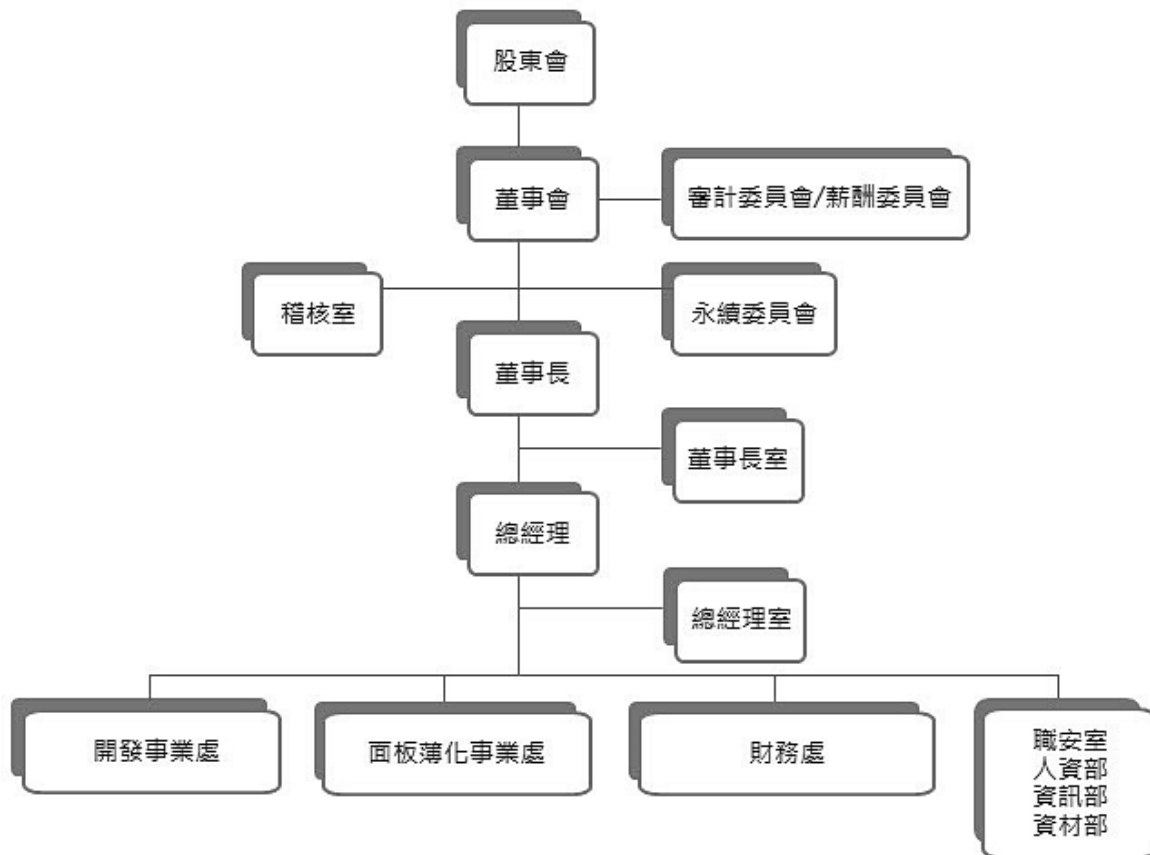 股東會
董事會
審計委員會/薪酬委員會
稽核室
永續委員會
董事長
董事長室
總經理
總經理室
開發事業處
面板薄化事業處
財務處
職安室
人資部
資訊部
資材部